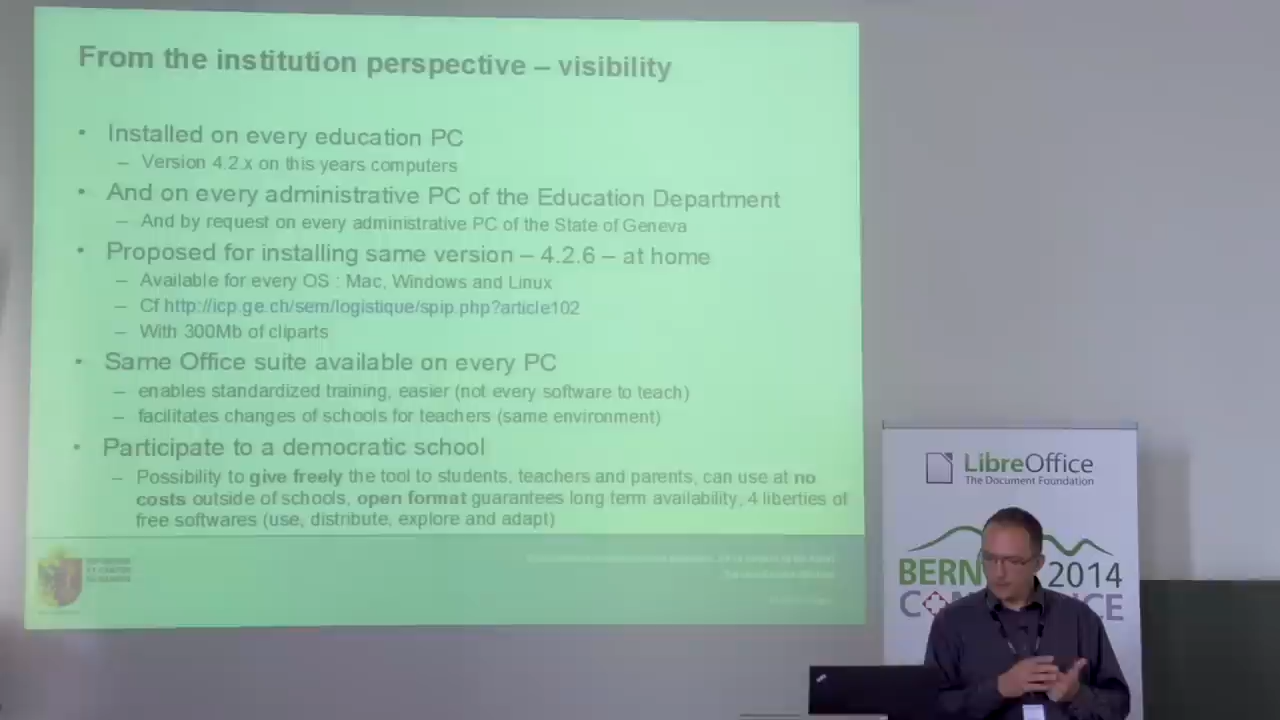 From the institution perspective – visibility
• Installed on every education PC
– Version 4.2.x on this years computers
• And on every administrative PC of the Education Department
– And by request on every administrative PC of the State of Geneva
• Proposed for installing same version – 4.2.6 – at home
– Available for every OS : Mac, Windows and Linux
– Cf http://icp.ge.ch/sem/logistique/spip.php?article102
– With 300Mb of cliparts
• Same Office suite available on every PC
– enables standardized training, easier (not every software to teach)
– facilitates changes of schools for teachers (same environment)
• Participate to a democratic school
– Possibility to give freely the tool to students, teachers and parents, can use at no
costs outside of schools, open format guarantees long term availability, 4 liberties of
free softwares (use, distribute, explore and adapt)
LibreOffice
The Document Foundation
BERN 2014